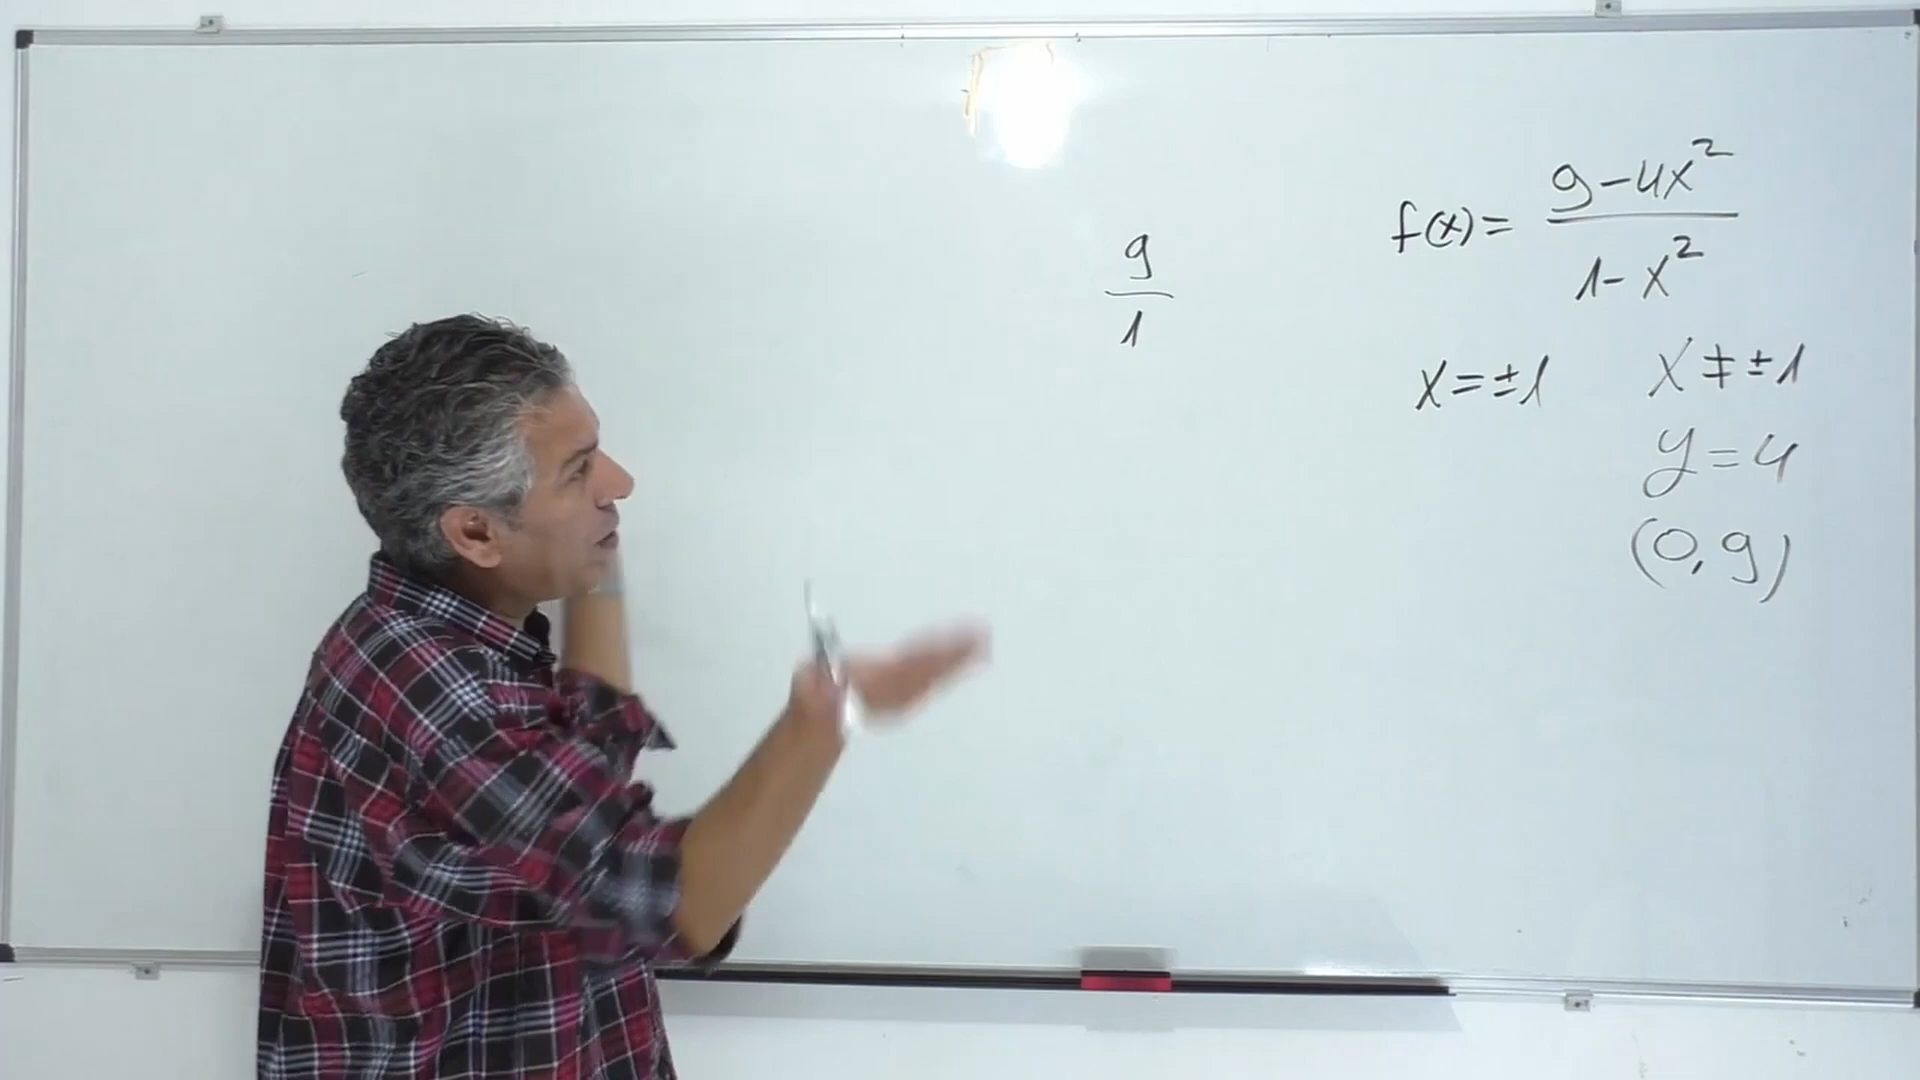 9
1
f(x) = 9-4x²
1-x²
x = ±1
x ≠ ±1
y = 4
(0, 9)